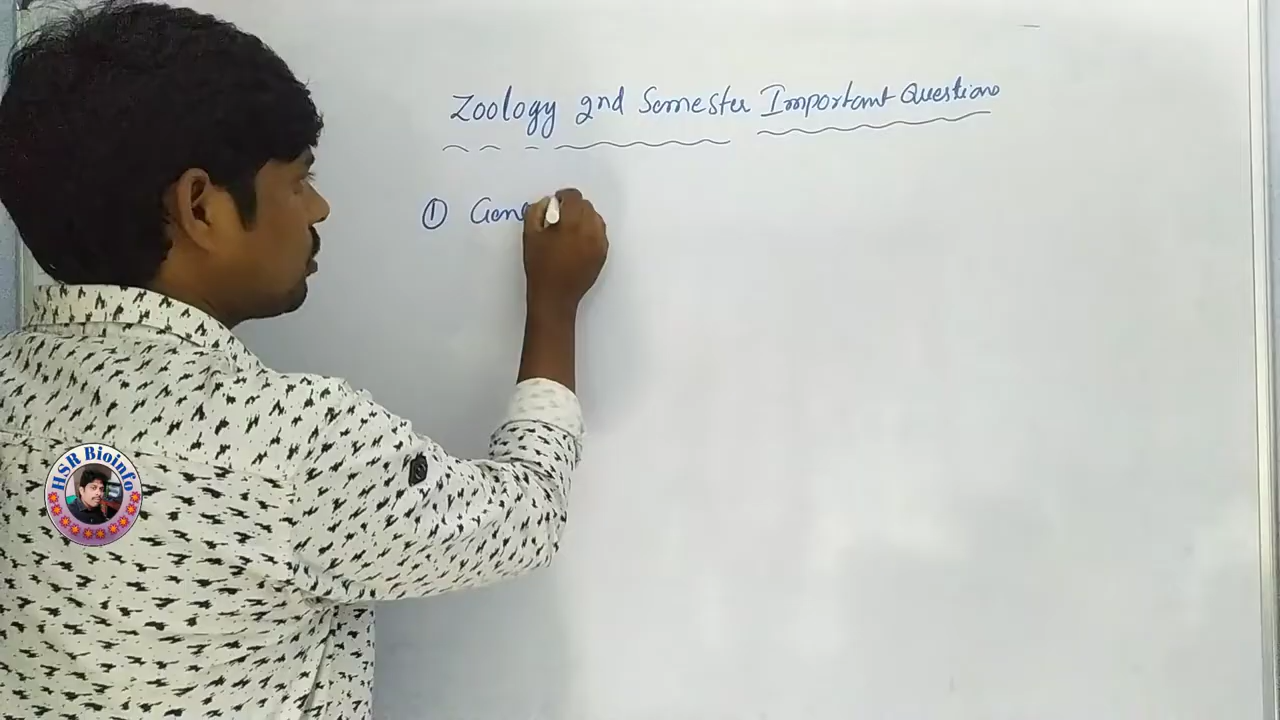 Zoology 2nd Semester Important Questions
① Gene
HSR Bioinfo